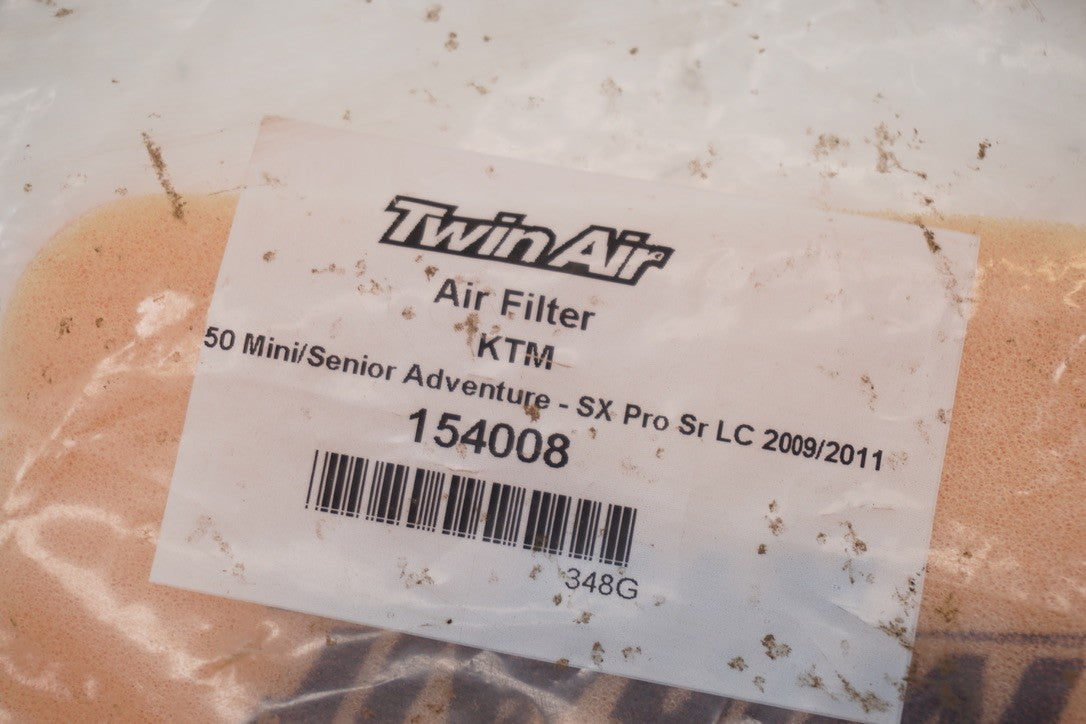 Twin Air
Air Filter
KTM
50 Mini/Senior Adventure - SX Pro Sr LC 2009/2011
154008
348G